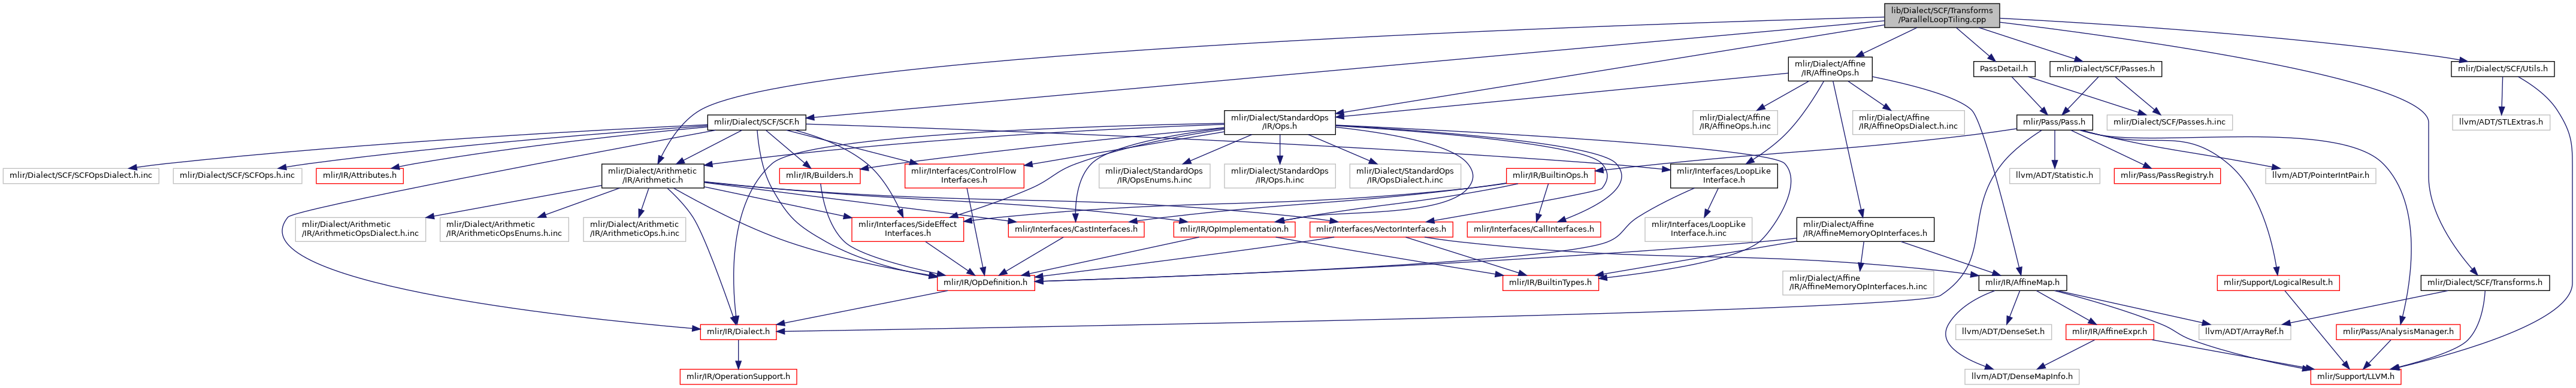 lib/Dialect/SCF/Transforms
/ParallelLoopTiling.cpp
mlir/Dialect/Affine
/IR/AffineOps.h
PassDetail.h
mlir/Dialect/SCF/Passes.h
mlir/Dialect/SCF/Utils.h
mlir/Dialect/SCF/SCF.h
mlir/Dialect/StandardOps
/IR/Ops.h
mlir/Dialect/Affine
/IR/AffineOps.h.inc
mlir/Dialect/Affine
/IR/AffineOpsDialect.h.inc
mlir/Pass/Pass.h
mlir/Dialect/SCF/Passes.h.inc
llvm/ADT/STLExtras.h
mlir/Dialect/SCF/SCFOpsDialect.h.inc
mlir/Dialect/SCF/SCFOps.h.inc
mlir/IR/Attributes.h
mlir/Dialect/Arithmetic
/IR/Arithmetic.h
mlir/IR/Builders.h
mlir/Interfaces/ControlFlow
Interfaces.h
mlir/Dialect/StandardOps
/IR/OpsEnums.h.inc
mlir/Dialect/StandardOps
/IR/Ops.h.inc
mlir/Dialect/StandardOps
/IR/OpsDialect.h.inc
mlir/IR/BuiltinOps.h
mlir/Interfaces/LoopLike
Interface.h
llvm/ADT/Statistic.h
mlir/Pass/PassRegistry.h
llvm/ADT/PointerIntPair.h
mlir/Dialect/Arithmetic
/IR/ArithmeticOpsDialect.h.inc
mlir/Dialect/Arithmetic
/IR/ArithmeticOpsEnums.h.inc
mlir/Dialect/Arithmetic
/IR/ArithmeticOps.h.inc
mlir/Interfaces/SideEffect
Interfaces.h
mlir/Interfaces/CastInterfaces.h
mlir/IR/OpImplementation.h
mlir/Interfaces/VectorInterfaces.h
mlir/Interfaces/CallInterfaces.h
mlir/Interfaces/LoopLike
Interface.h.inc
mlir/Dialect/Affine
/IR/AffineMemoryOpInterfaces.h
mlir/IR/OpDefinition.h
mlir/IR/BuiltinTypes.h
mlir/Dialect/Affine
/IR/AffineMemoryOpInterfaces.h.inc
mlir/IR/AffineMap.h
mlir/Support/LogicalResult.h
mlir/Dialect/SCF/Transforms.h
mlir/IR/Dialect.h
llvm/ADT/DenseSet.h
mlir/IR/AffineExpr.h
llvm/ADT/ArrayRef.h
mlir/Pass/AnalysisManager.h
mlir/IR/OperationSupport.h
llvm/ADT/DenseMapInfo.h
mlir/Support/LLVM.h